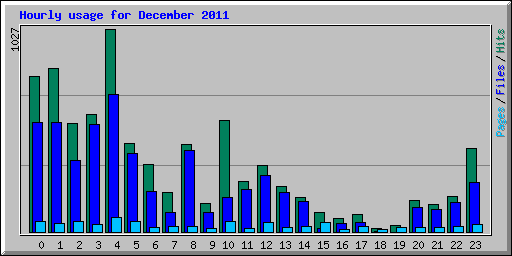 Hourly usage for December 2011
1027
Pages / Files / Hits
0 1 2 3 4 5 6 7 8 9 10 11 12 13 14 15 16 17 18 19 20 21 22 23